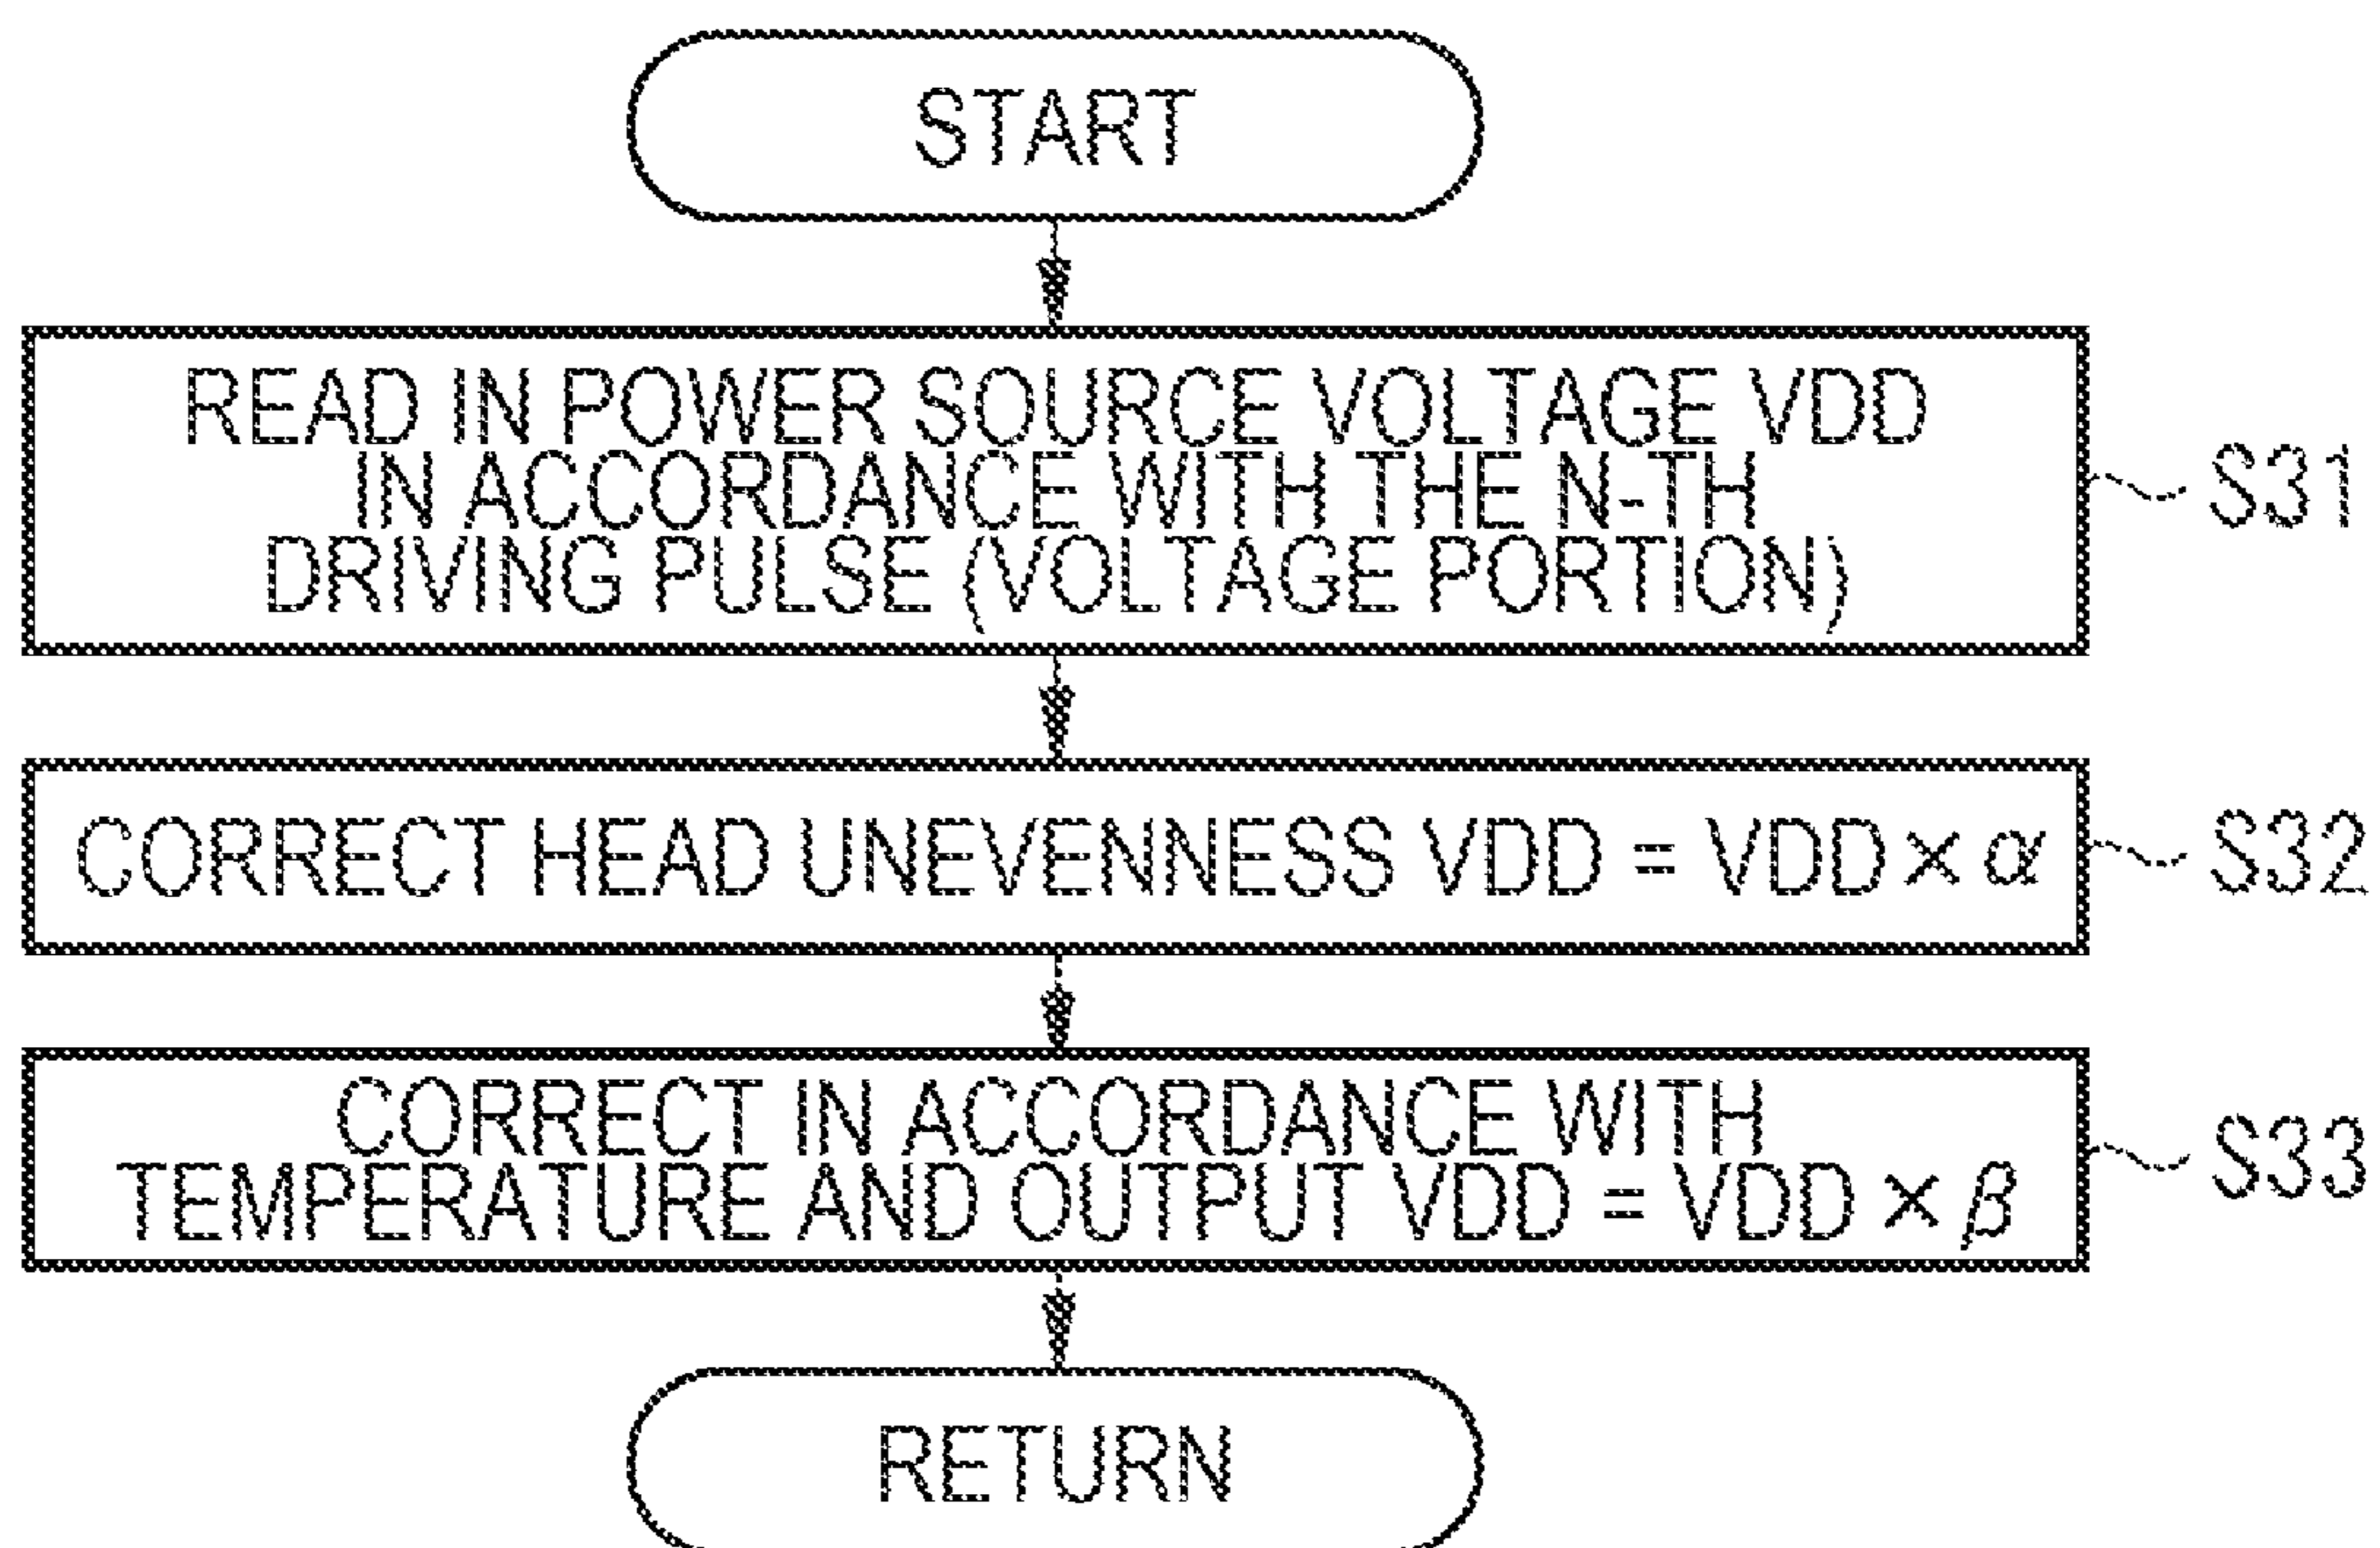 START
READ IN POWER SOURCE VOLTAGE VDD
IN ACCORDANCE WITH THE N-TH
DRIVING PULSE (VOLTAGE PORTION)
S31
CORRECT HEAD UNEVENNESS VDD = VDD × α
S32
CORRECT IN ACCORDANCE WITH
TEMPERATURE AND OUTPUT VDD = VDD × β
S33
RETURN